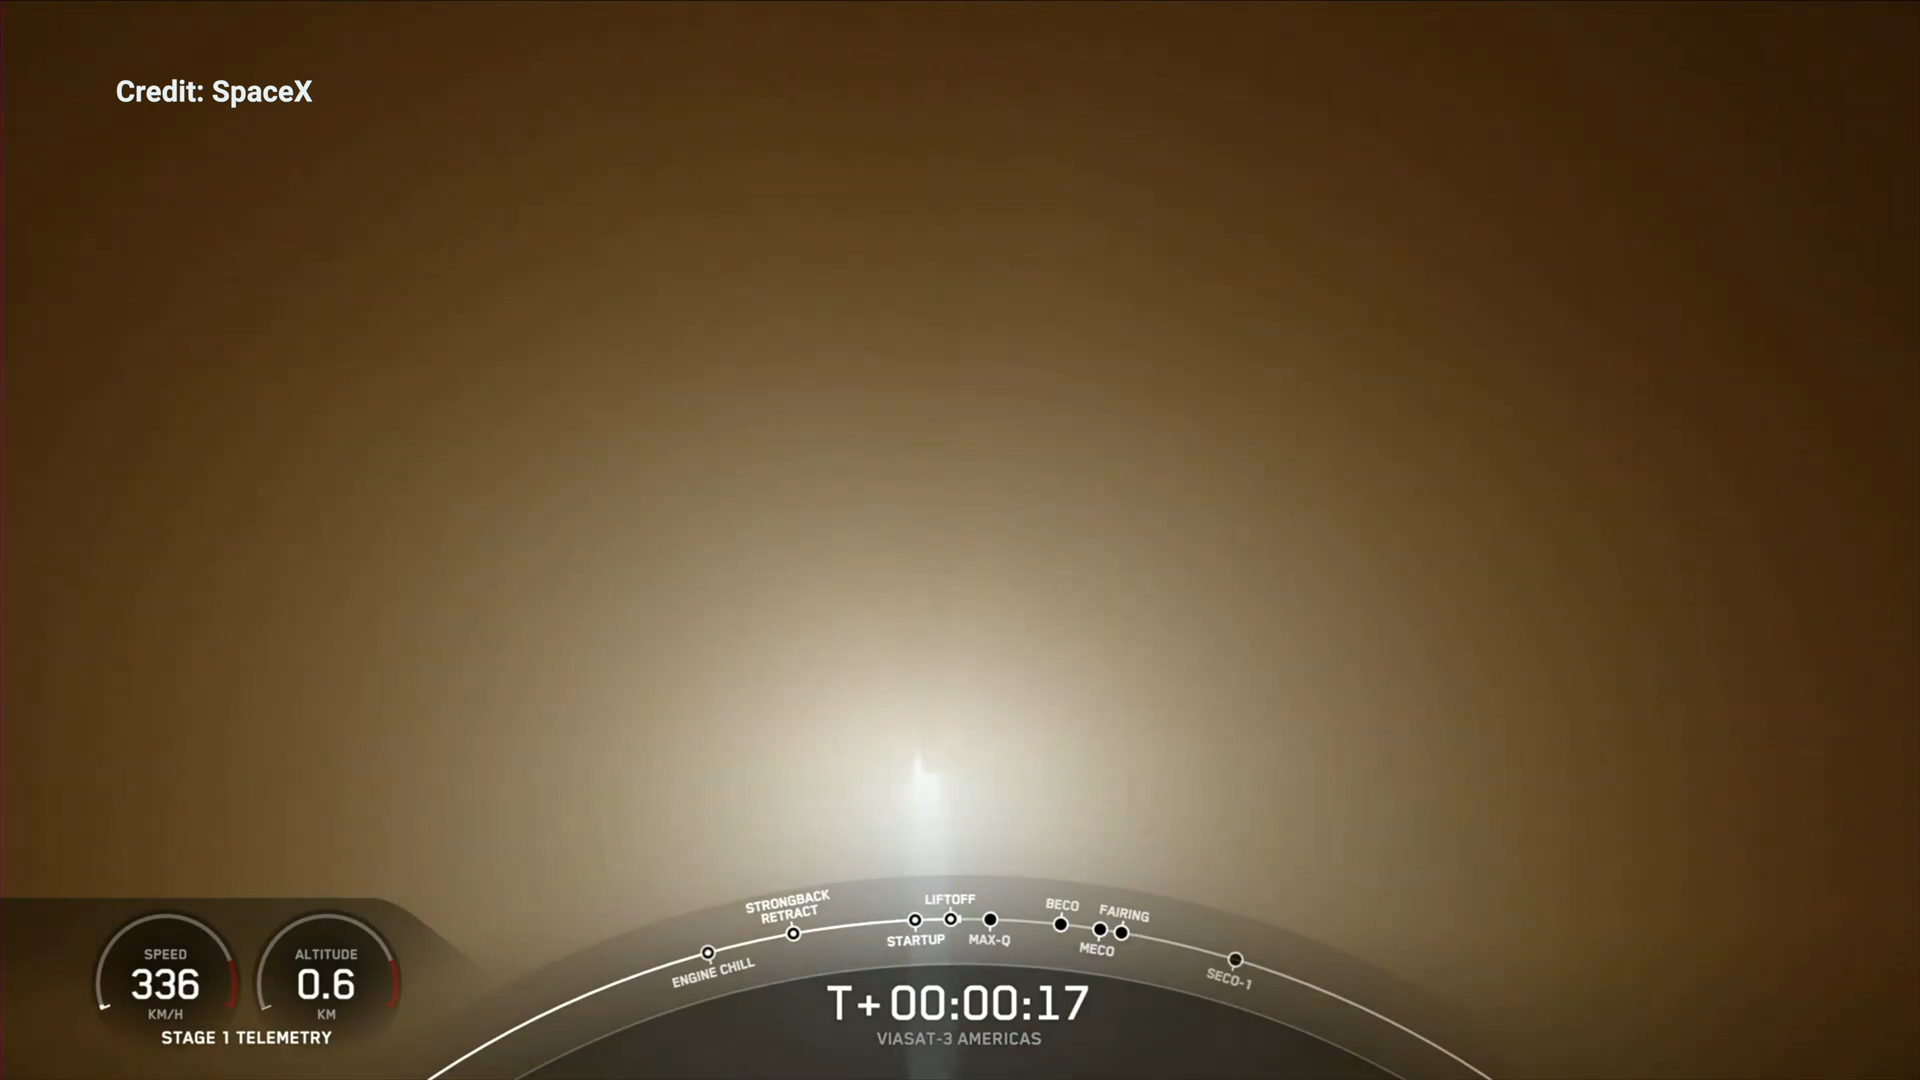 Credit: SpaceX
STRONGBACK
RETRACT
LIFTOFF
BECO
FAIRING
ENGINE CHILL
STARTUP
MAX-Q
MECO
SECO-1
SPEED
336
KM/H
ALTITUDE
0.6
KM
STAGE 1 TELEMETRY
T+00:00:17
VIASAT-3 AMERICAS